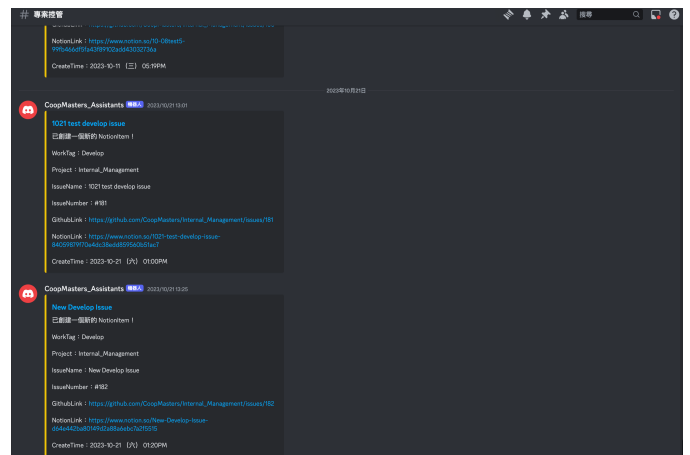 # 專案控管
搜尋
NotionLink：https://www.notion.so/10-08test5-
99fb466df5fa43f89102add43032736a
CreateTime：2023-10-11 (三) 05:19PM
2023年10月21日
CoopMasters_Assistants 機器人 2023/10/21 13:01
1021 test develop issue
已創建一個新的 NotionItem！
WorkTag：Develop
Project：Internal_Management
IssueName：1021 test develop issue
IssueNumber：#181
GithubLink：https://github.com/CoopMasters/Internal_Management/issues/181
NotionLink：https://www.notion.so/1021-test-develop-issue-
84059879f70e4dc38edd859560b51ac7
CreateTime：2023-10-21 (六) 01:00PM
CoopMasters_Assistants 機器人 2023/10/21 13:25
New Develop Issue
已創建一個新的 NotionItem！
WorkTag：Develop
Project：Internal_Management
IssueName：New Develop Issue
IssueNumber：#182
GithubLink：https://github.com/CoopMasters/Internal_Management/issues/182
NotionLink：https://www.notion.so/New-Develop-Issue-
d64e442ba80149d2a88a6ebc7a2f5515
CreateTime：2023-10-21 (六) 01:20PM